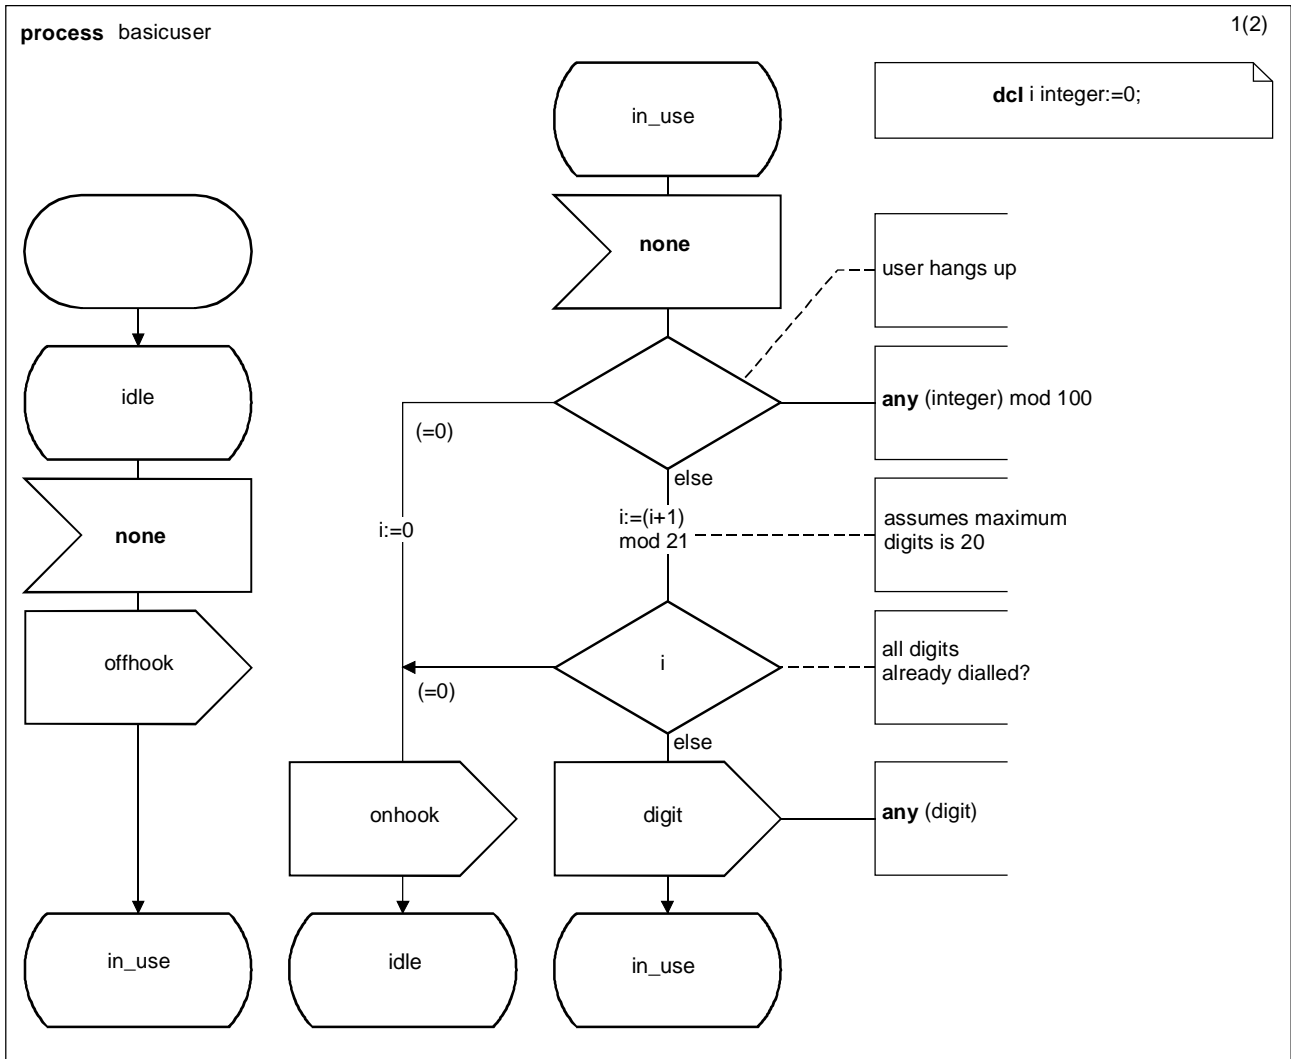 process basicuser
1(2)
in_use
dcl i integer:=0;
none
user hangs up
idle
any (integer) mod 100
(=0)
else
none
i:=0
i:=(i+1)
mod 21
assumes maximum
digits is 20
offhook
i
all digits
already dialled?
(=0)
else
onhook
digit
any (digit)
in_use
idle
in_use